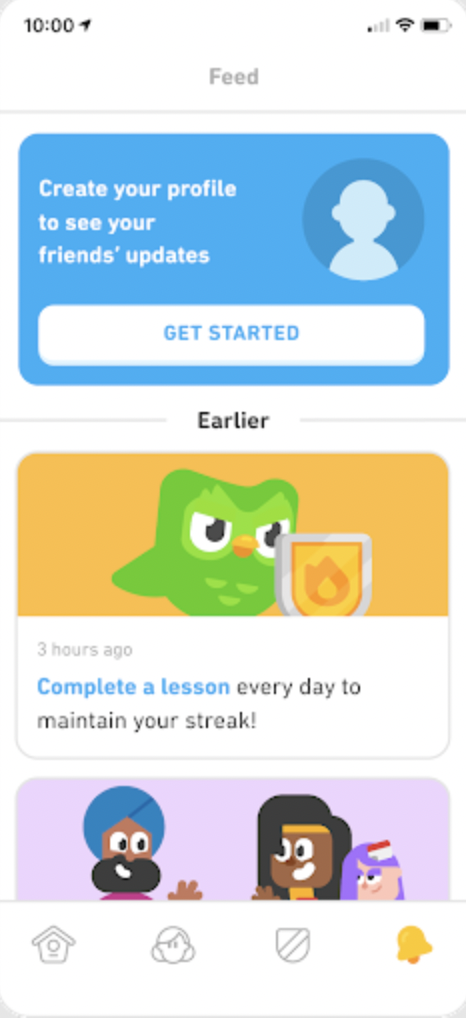 10:00
Feed
Create your profile
to see your
friends’ updates
GET STARTED
Earlier
3 hours ago
Complete a lesson every day to
maintain your streak!